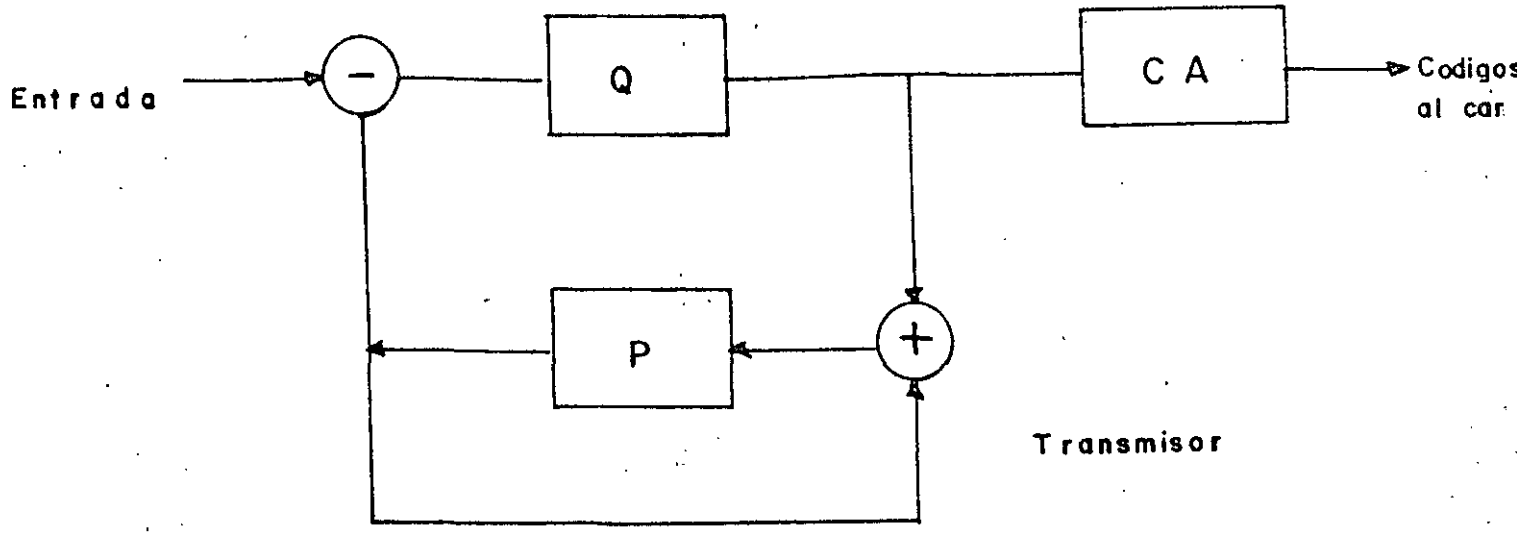 Entrada
-
Q
C A
Codigos
al car
P
+
Transmisor